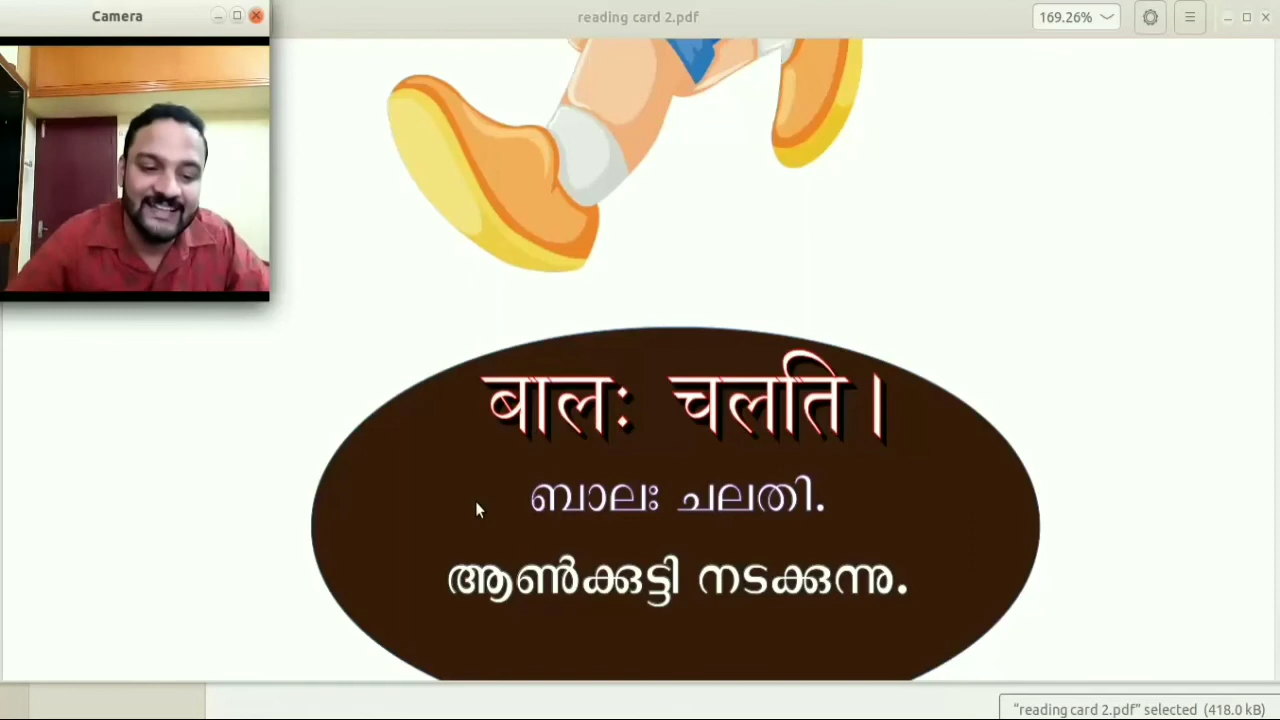 Camera
reading card 2.pdf
169.26%
बालः चलति।
ബാലഃ ചലതി.
ആൺക്കുട്ടി നടക്കുന്നു.
“reading card 2.pdf” selected (418.0 kB)